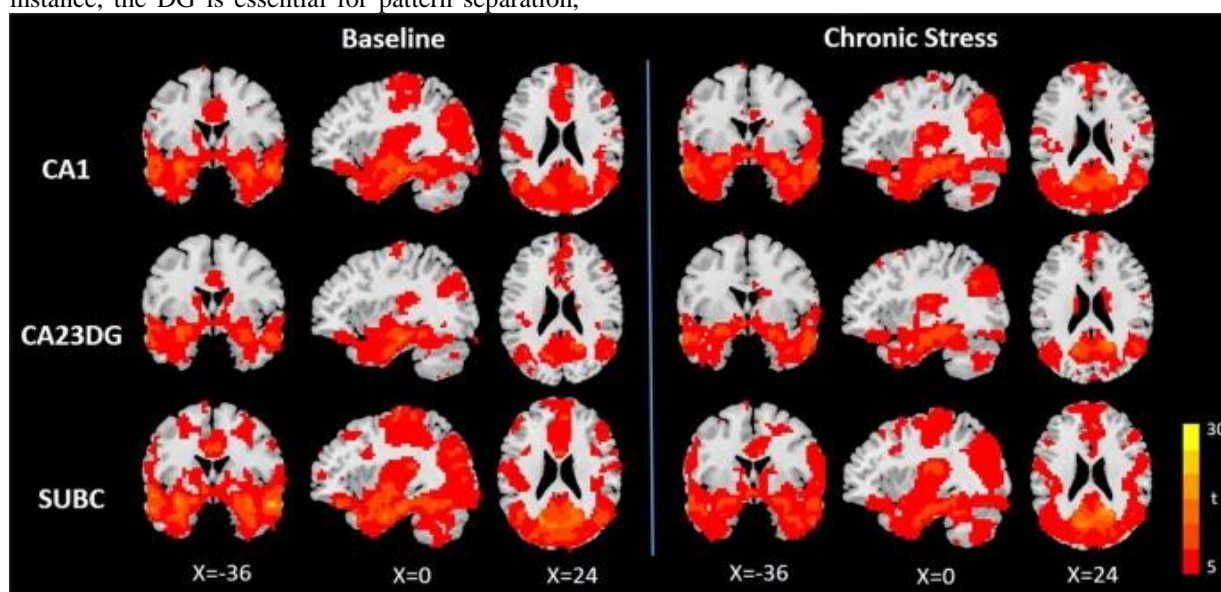 instance, the DG is essential for pattern separation,
Baseline Chronic Stress
CA1
CA23DG
SUBC
30
t
5
X=-36 X=0 X=24 X=-36 X=0 X=24